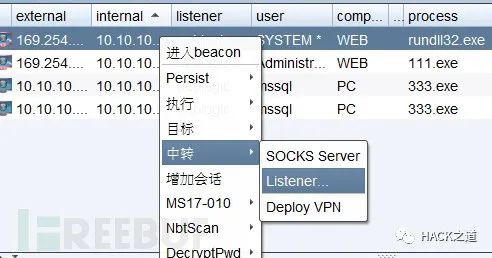 external internal listener user comp... ... process
169.254.... 10.10.10... SYSTEM * WEB rundll32.exe
169.254.... 10.10.1 Administr... WEB 111.exe
10.10.10... 10.10.1 mssql PC 333.exe
10.10.10... 10.10.1 mssql PC 333.exe
进入beacon
Persist
执行
目标
中转
SOCKS Server
增加会话
Listener...
MS17-010
Deploy VPN
NbtScan
DecryptPwd
FREEBUF
HACK之道